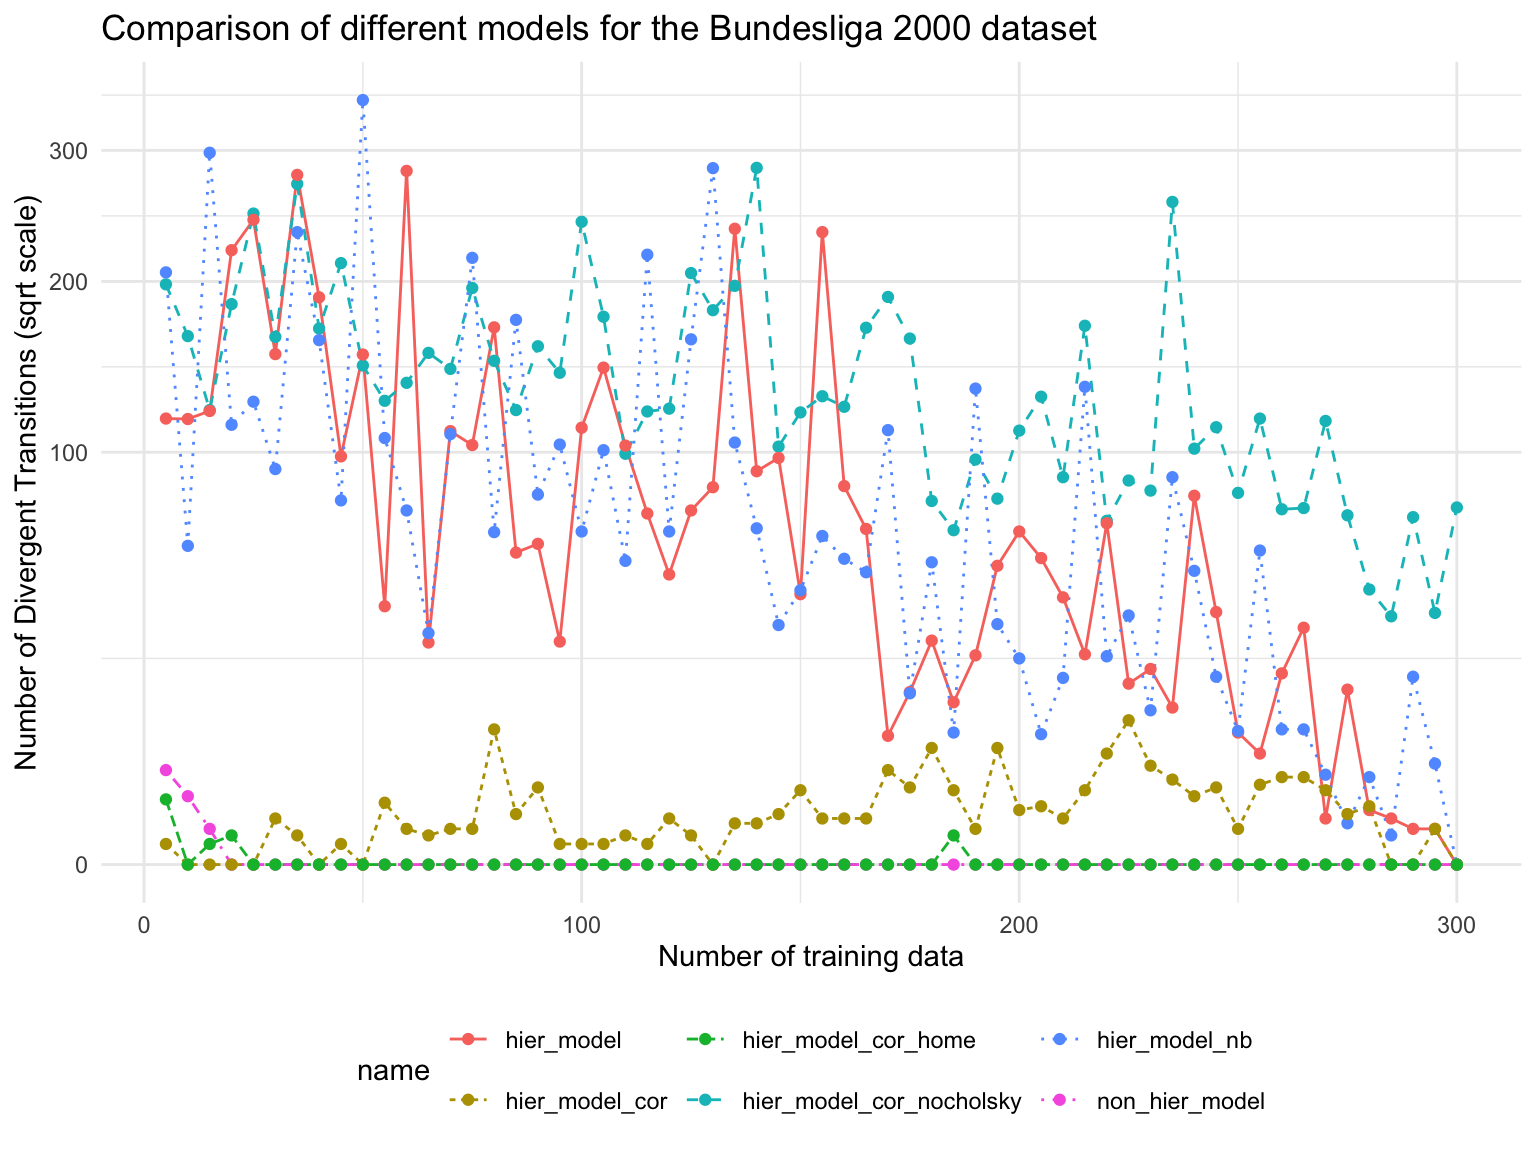 Comparison of different models for the Bundesliga 2000 dataset
Number of Divergent Transitions (sqrt scale)
300
200
100
0
0 100 200 300
Number of training data
name
hier_model hier_model_cor_home hier_model_nb
hier_model_cor hier_model_cor_nocholsky non_hier_model